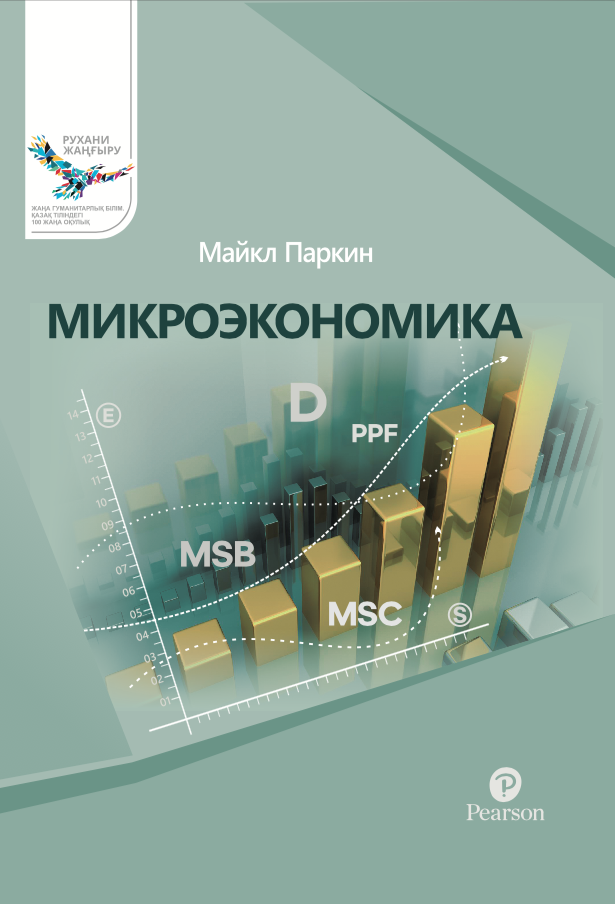 РУХАНИ
ЖАҢҒЫРУ
ЖАҢА ГУМАНИТАРЛЫҚ БІЛІМ.
ҚАЗАҚ ТІЛІНДЕГІ
100 ЖАҢА ОҚУЛЫҚ
Майкл Паркин
МИКРОЭКОНОМИКА
D
E
PPF
14
13
12
11
10
09
08
07
06
05
04
03
02
01
MSB
MSC
S
P
Pearson